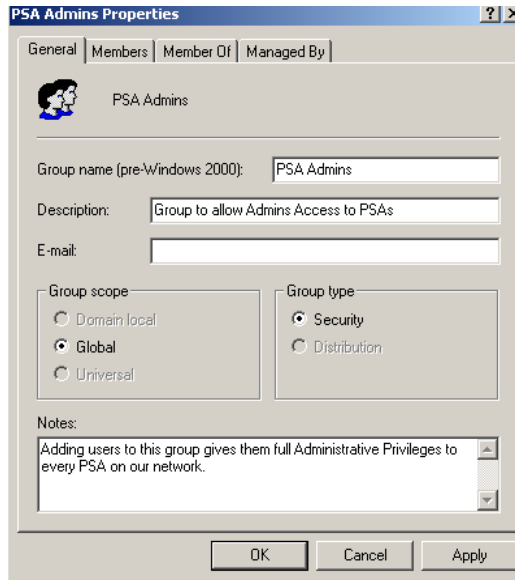 PSA Admins Properties
General Members Member Of Managed By
PSA Admins
Group name (pre-Windows 2000): PSA Admins
Description: Group to allow Admins Access to PSAs
E-mail:
Group scope Group type
Domain local Security
Global Distribution
Universal
Notes:
Adding users to this group gives them full Administrative Privileges to
every PSA on our network.
OK Cancel Apply